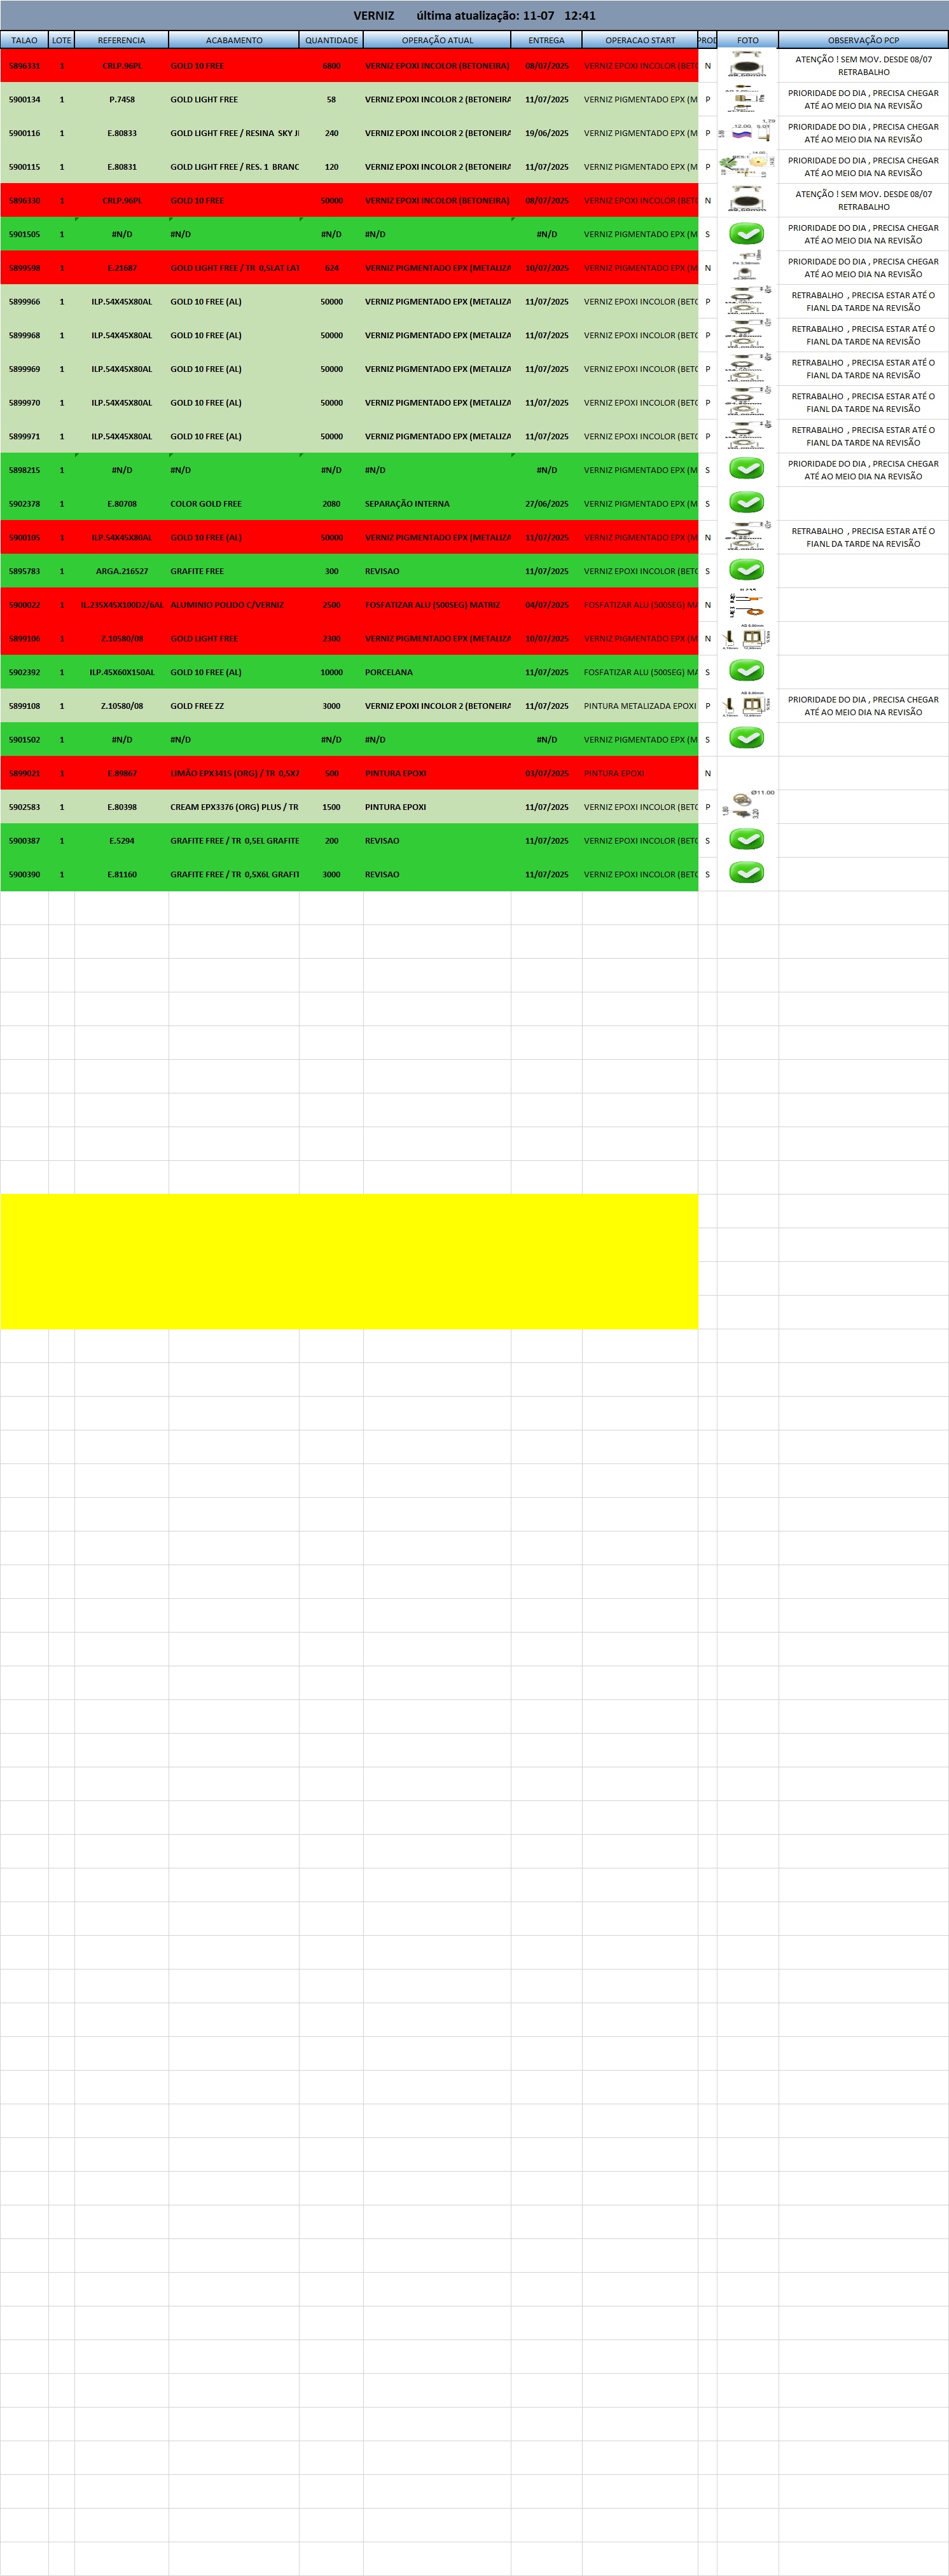 VERNIZ última atualização: 11-07 12:41
TALAO LOTE REFERENCIA ACABAMENTO QUANTIDADE OPERAÇÃO ATUAL ENTREGA OPERACAO START PROD FOTO OBSERVAÇÃO PCP
5896331 1 CRLP.96PL GOLD 10 FREE 6800 VERNIZ EPOXI INCOLOR (BETONEIRA) 08/07/2025 VERNIZ EPOXI INCOLOR (BETO N ATENÇÃO ! SEM MOV. DESDE 08/07
RETRABALHO
5900134 1 P.7458 GOLD LIGHT FREE 58 VERNIZ EPOXI INCOLOR 2 (BETONEIRA 11/07/2025 VERNIZ PIGMENTADO EPX (M P PRIORIDADE DO DIA , PRECISA CHEGAR
ATÉ AO MEIO DIA NA REVISÃO
5900116 1 E.80833 GOLD LIGHT FREE / RESINA SKY 240 VERNIZ EPOXI INCOLOR 2 (BETONEIRA 19/06/2025 VERNIZ PIGMENTADO EPX (M P PRIORIDADE DO DIA , PRECISA CHEGAR
ATÉ AO MEIO DIA NA REVISÃO
5900115 1 E.80831 GOLD LIGHT FREE / RES. 1 BRANC 120 VERNIZ EPOXI INCOLOR 2 (BETONEIRA 11/07/2025 VERNIZ PIGMENTADO EPX (M P PRIORIDADE DO DIA , PRECISA CHEGAR
ATÉ AO MEIO DIA NA REVISÃO
5896330 1 CRLP.96PL GOLD 10 FREE 50000 VERNIZ EPOXI INCOLOR (BETONEIRA) 08/07/2025 VERNIZ EPOXI INCOLOR (BETO N ATENÇÃO ! SEM MOV. DESDE 08/07
RETRABALHO
5901505 1 #N/D #N/D #N/D #N/D #N/D VERNIZ PIGMENTADO EPX (M S PRIORIDADE DO DIA , PRECISA CHEGAR
ATÉ AO MEIO DIA NA REVISÃO
5899598 1 E.21687 GOLD LIGHT FREE / TR 0,5LAT LAT 624 VERNIZ PIGMENTADO EPX (METALIZA 10/07/2025 VERNIZ PIGMENTADO EPX (M N PRIORIDADE DO DIA , PRECISA CHEGAR
ATÉ AO MEIO DIA NA REVISÃO
5899966 1 ILP.54X45X80AL GOLD 10 FREE (AL) 50000 VERNIZ PIGMENTADO EPX (METALIZA 11/07/2025 VERNIZ EPOXI INCOLOR (BETO P RETRABALHO , PRECISA ESTAR ATÉ O
FIANL DA TARDE NA REVISÃO
5899968 1 ILP.54X45X80AL GOLD 10 FREE (AL) 50000 VERNIZ PIGMENTADO EPX (METALIZA 11/07/2025 VERNIZ EPOXI INCOLOR (BETO P RETRABALHO , PRECISA ESTAR ATÉ O
FIANL DA TARDE NA REVISÃO
5899969 1 ILP.54X45X80AL GOLD 10 FREE (AL) 50000 VERNIZ PIGMENTADO EPX (METALIZA 11/07/2025 VERNIZ EPOXI INCOLOR (BETO P RETRABALHO , PRECISA ESTAR ATÉ O
FIANL DA TARDE NA REVISÃO
5899970 1 ILP.54X45X80AL GOLD 10 FREE (AL) 50000 VERNIZ PIGMENTADO EPX (METALIZA 11/07/2025 VERNIZ EPOXI INCOLOR (BETO P RETRABALHO , PRECISA ESTAR ATÉ O
FIANL DA TARDE NA REVISÃO
5899971 1 ILP.54X45X80AL GOLD 10 FREE (AL) 50000 VERNIZ PIGMENTADO EPX (METALIZA 11/07/2025 VERNIZ EPOXI INCOLOR (BETO P RETRABALHO , PRECISA ESTAR ATÉ O
FIANL DA TARDE NA REVISÃO
5898215 1 #N/D #N/D #N/D #N/D #N/D VERNIZ PIGMENTADO EPX (M S PRIORIDADE DO DIA , PRECISA CHEGAR
ATÉ AO MEIO DIA NA REVISÃO
5902378 1 E.80708 COLOR GOLD FREE 2080 SEPARAÇÃO INTERNA 27/06/2025 VERNIZ PIGMENTADO EPX (M S
5900105 1 ILP.54X45X80AL GOLD 10 FREE (AL) 50000 VERNIZ PIGMENTADO EPX (METALIZA 11/07/2025 VERNIZ PIGMENTADO EPX (M N RETRABALHO , PRECISA ESTAR ATÉ O
FIANL DA TARDE NA REVISÃO
5895783 1 ARGA.216527 GRAFITE FREE 300 REVISAO 11/07/2025 VERNIZ EPOXI INCOLOR (BETO S
5900022 1 IL.235X45X100D2/6AL ALUMINIO POLIDO C/VERNIZ 2500 FOSFATIZAR ALU (500SEG) MATRIZ 04/07/2025 FOSFATIZAR ALU (500SEG) MA N
5899106 1 Z.10580/08 GOLD LIGHT FREE 2300 VERNIZ PIGMENTADO EPX (METALIZA 10/07/2025 VERNIZ PIGMENTADO EPX (M N
5902392 1 ILP.45X60X150AL GOLD 10 FREE (AL) 10000 PORCELANA 11/07/2025 FOSFATIZAR ALU (500SEG) MA S
5899108 1 Z.10580/08 GOLD FREE ZZ 3000 VERNIZ EPOXI INCOLOR 2 (BETONEIRA 11/07/2025 PINTURA METALIZADA EPOXI P PRIORIDADE DO DIA , PRECISA CHEGAR
ATÉ AO MEIO DIA NA REVISÃO
5901502 1 #N/D #N/D #N/D #N/D #N/D VERNIZ PIGMENTADO EPX (M S
5899021 1 E.89867 LIMÃO EPX3415 (ORG) / TR 0,5X7 500 PINTURA EPOXI 03/07/2025 PINTURA EPOXI N
5902583 1 E.80398 CREAM EPX3376 (ORG) PLUS / TR 1500 PINTURA EPOXI 11/07/2025 VERNIZ EPOXI INCOLOR (BETO P Ø11.00 1,80 3,20
5900387 1 E.5294 GRAFITE FREE / TR 0,5EL GRAFITE 200 REVISAO 11/07/2025 VERNIZ EPOXI INCOLOR (BETO S
5900390 1 E.81160 GRAFITE FREE / TR 0,5X6L GRAFIT 3000 REVISAO 11/07/2025 VERNIZ EPOXI INCOLOR (BETO S